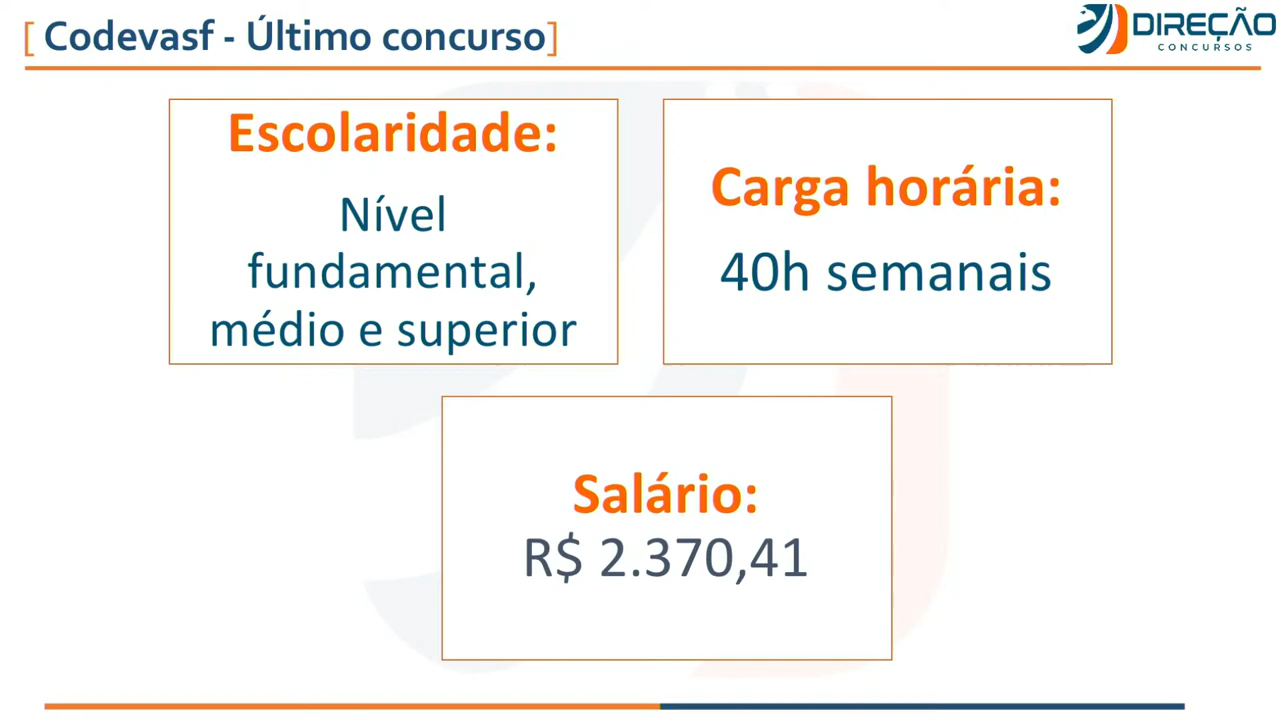 [ Codevasf - Último concurso]
DIREÇÃO
CONCURSOS
Escolaridade:
Nível
fundamental,
médio e superior
Carga horária:
40h semanais
Salário:
R$ 2.370,41